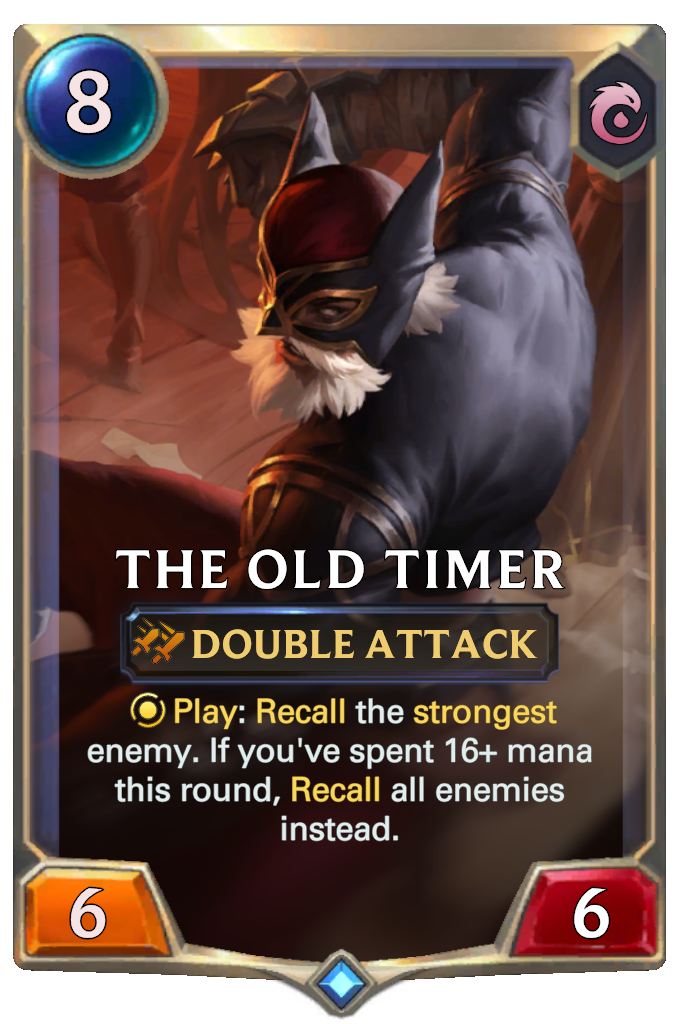 8
THE OLD TIMER
DOUBLE ATTACK
Play: Recall the strongest
enemy. If you've spent 16+ mana
this round, Recall all enemies
instead.
6
6